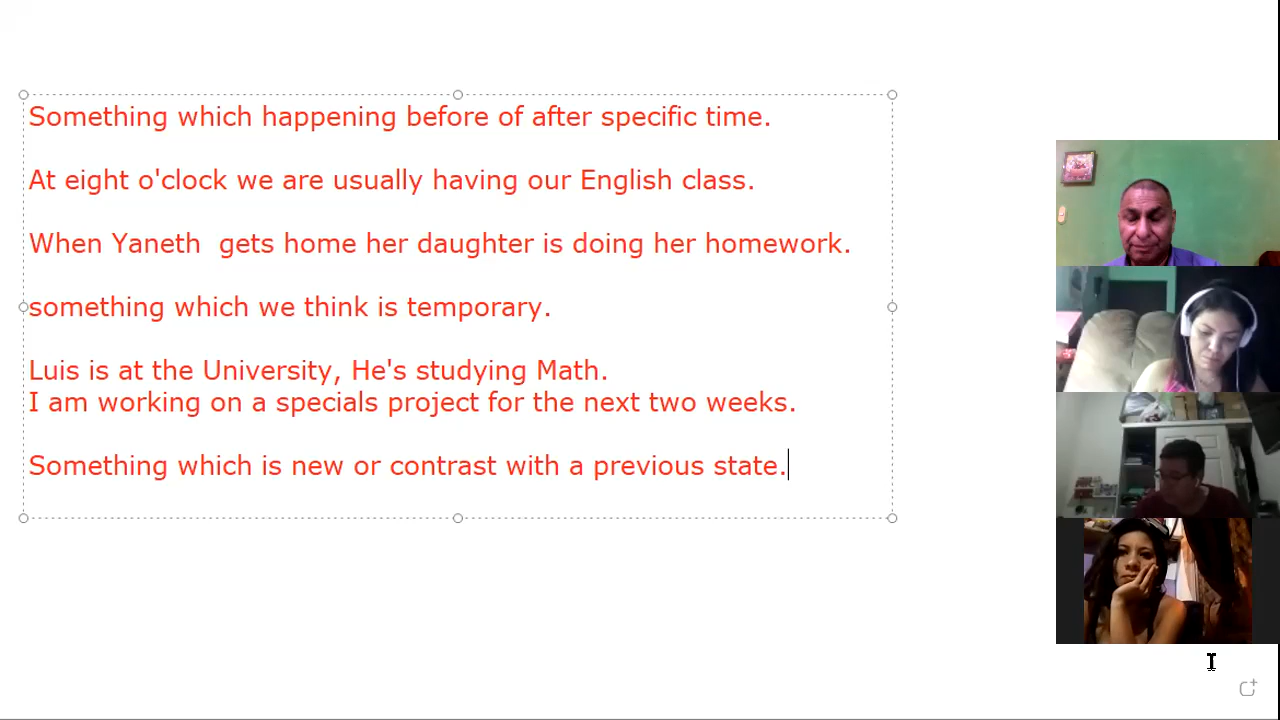 Something which happening before of after specific time.
At eight o'clock we are usually having our English class.
When Yaneth  gets home her daughter is doing her homework.
something which we think is temporary.
Luis is at the University, He's studying Math.
I am working on a specials project for the next two weeks.
Something which is new or contrast with a previous state.